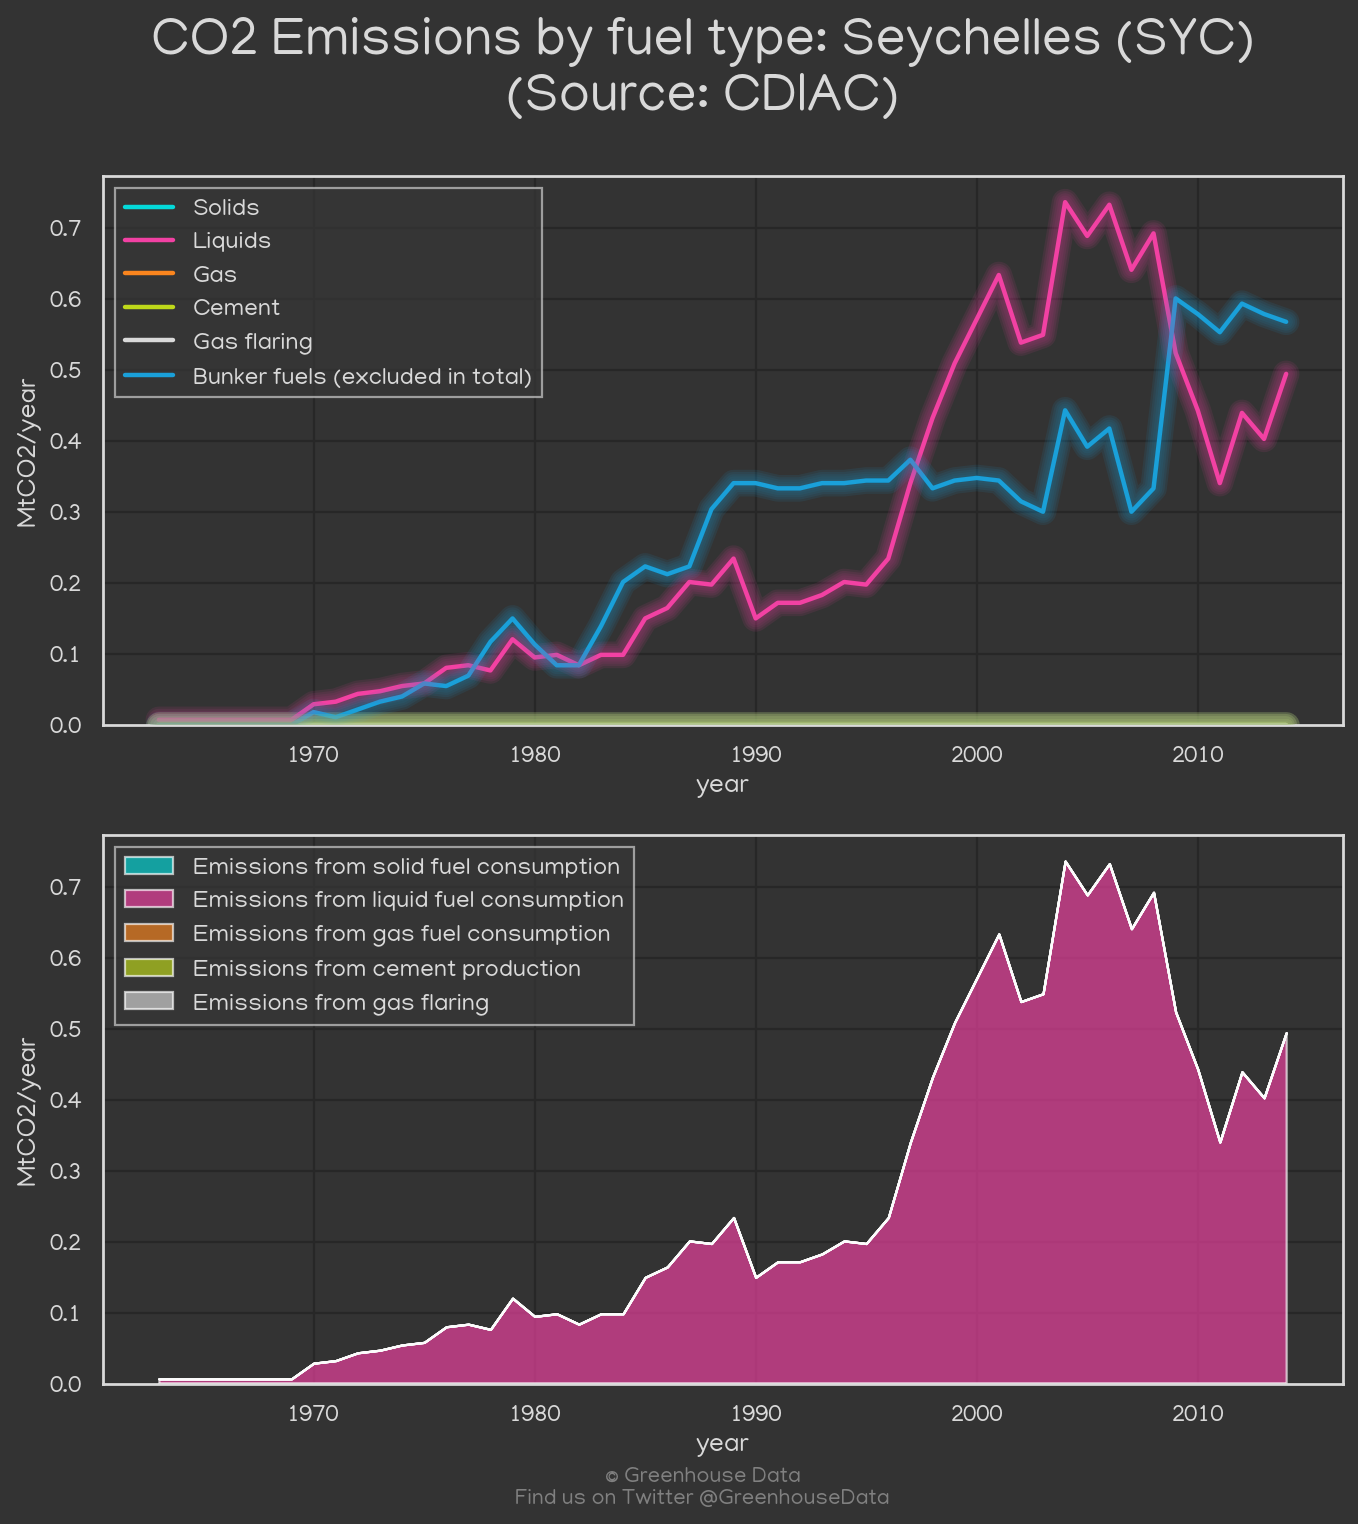 CO2 Emissions by fuel type: Seychelles (SYC)
(Source: CDIAC)
Solids
Liquids
Gas
Cement
Gas flaring
Bunker fuels (excluded in total)
0.7
0.6
0.5
0.4
0.3
0.2
0.1
0.0
MtCO2/year
1970 1980 1990 2000 2010
year
Emissions from solid fuel consumption
Emissions from liquid fuel consumption
Emissions from gas fuel consumption
Emissions from cement production
Emissions from gas flaring
0.7
0.6
0.5
0.4
0.3
0.2
0.1
0.0
MtCO2/year
1970 1980 1990 2000 2010
year
© Greenhouse Data
Find us on Twitter @GreenhouseData